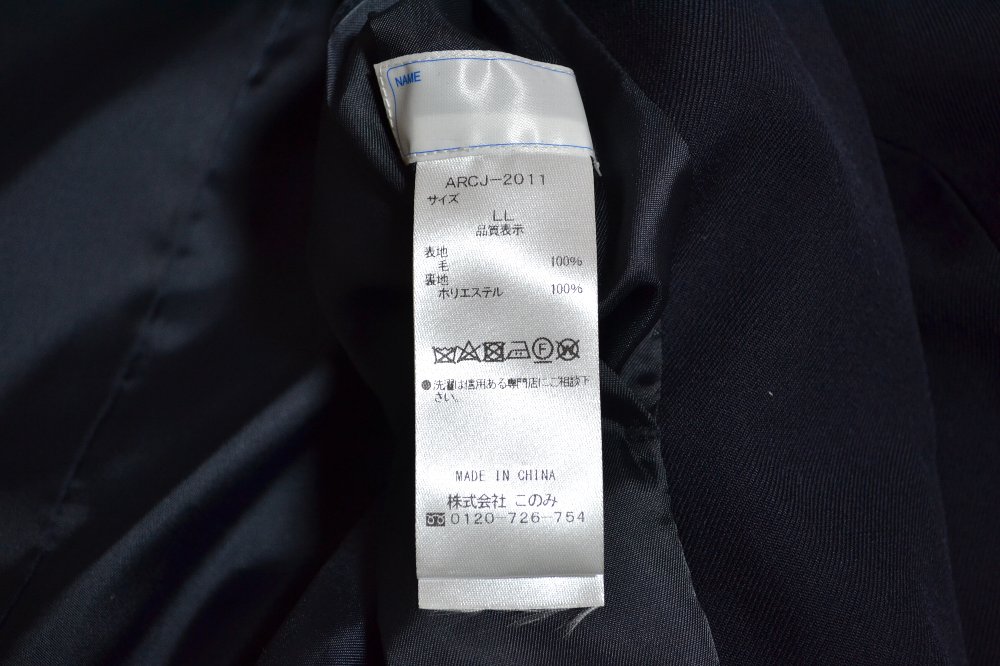 NAME
ARCJ-2011
サイズ
LL
品質表示
表地
毛 100%
裏地
ポリエステル 100%
F W
●洗濯は信用ある専門店にご相談下
さい。
MADE IN CHINA
株式会社 このみ
0120-726-754